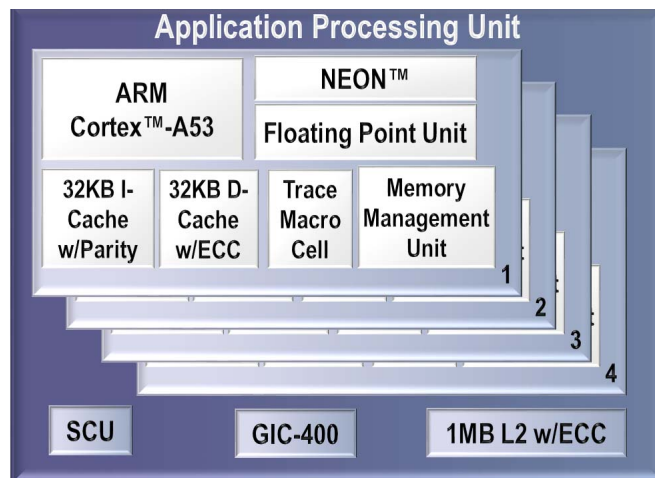 Application Processing Unit
ARM
Cortex™-A53
NEON™
Floating Point Unit
32KB I-
Cache
w/Parity
32KB D-
Cache
w/ECC
Trace
Macro
Cell
Memory
Management
Unit
1
2
3
4
SCU
GIC-400
1MB L2 w/ECC